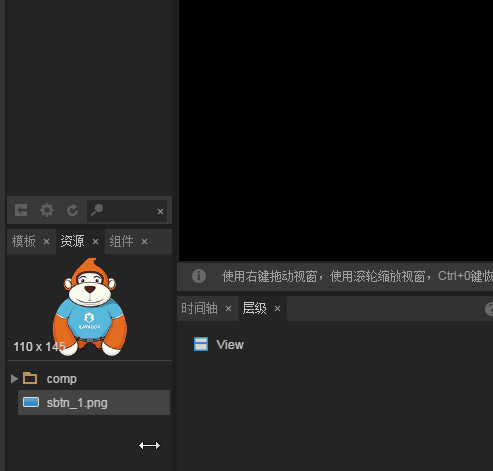 模板 × 资源 × 组件 ×
110 x 145
comp
sbtn_1.png
使用右键拖动视窗，使用滚轮缩放视窗，Ctrl+0键恢
时间轴 × 层级 ×
View